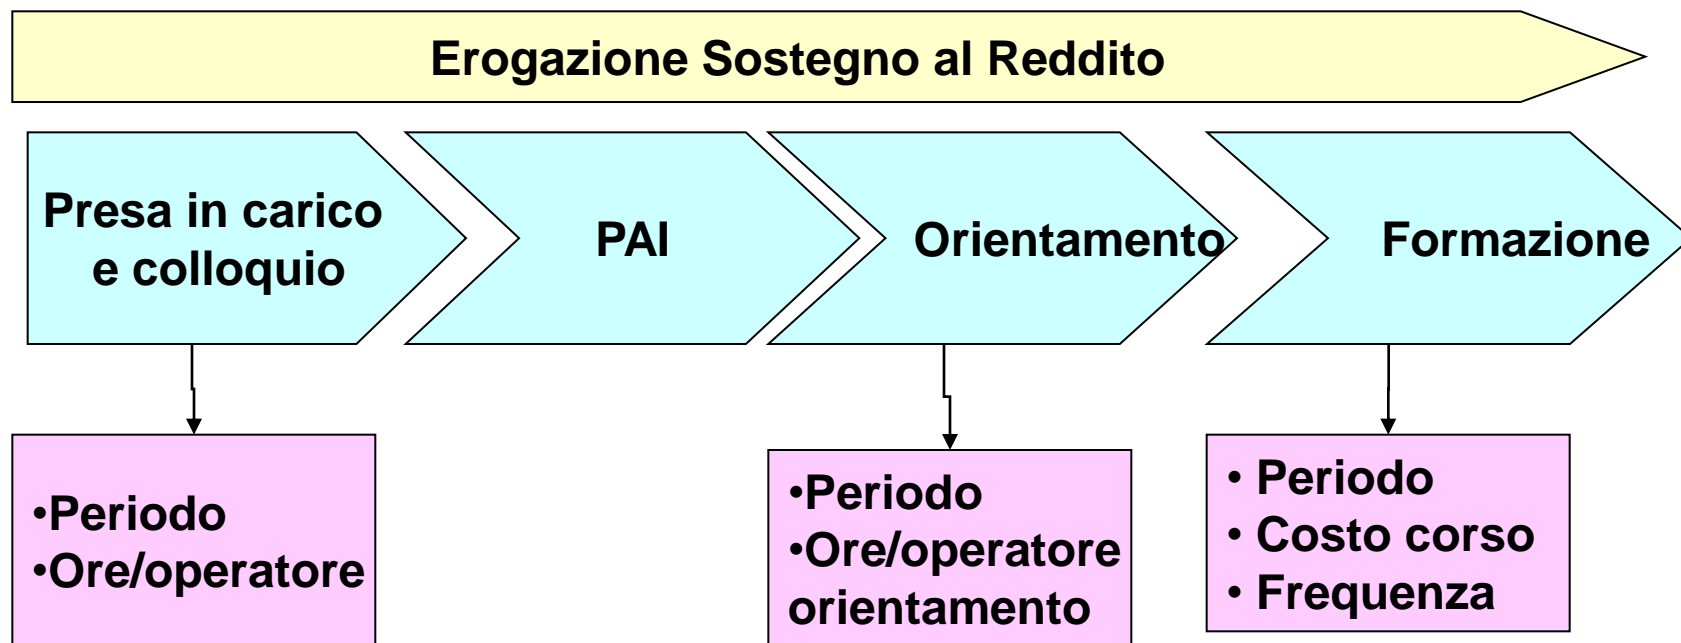 Erogazione Sostegno al Reddito
Presa in carico
e colloquio
PAI
Orientamento
Formazione
•Periodo
•Ore/operatore
•Periodo
•Ore/operatore
orientamento
• Periodo
• Costo corso
• Frequenza